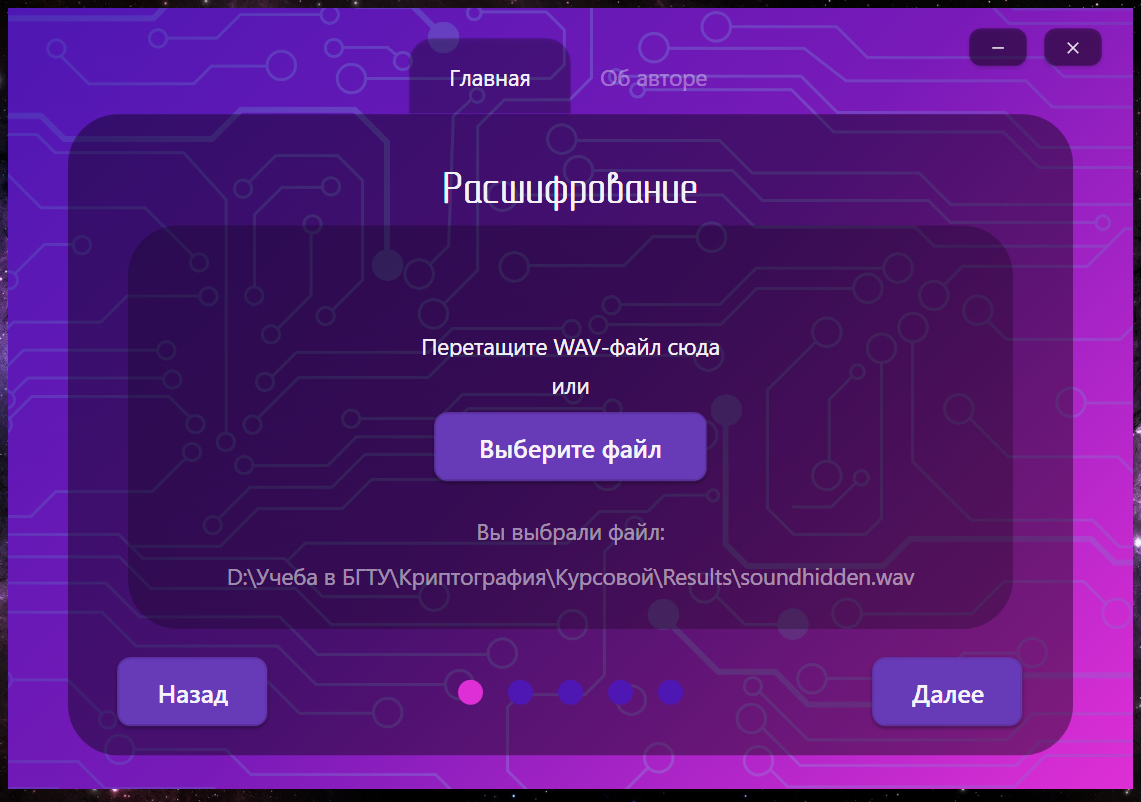 Главная
Об авторе
Расшифрование
Перетащите WAV-файл сюда
или
Выберите файл
Вы выбрали файл:
D:\Учеба в БГТУ\Криптография\Курсовой\Results\soundhidden.wav
Назад
Далее